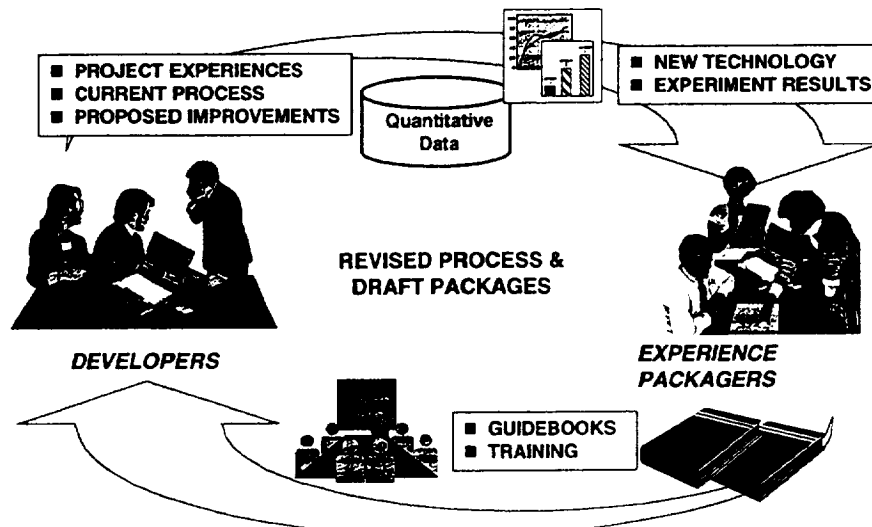 ■ PROJECT EXPERIENCES
■ CURRENT PROCESS
■ PROPOSED IMPROVEMENTS
Quantitative
Data
■ NEW TECHNOLOGY
■ EXPERIMENT RESULTS
REVISED PROCESS &
DRAFT PACKAGES
DEVELOPERS
EXPERIENCE
PACKAGERS
■ GUIDEBOOKS
■ TRAINING